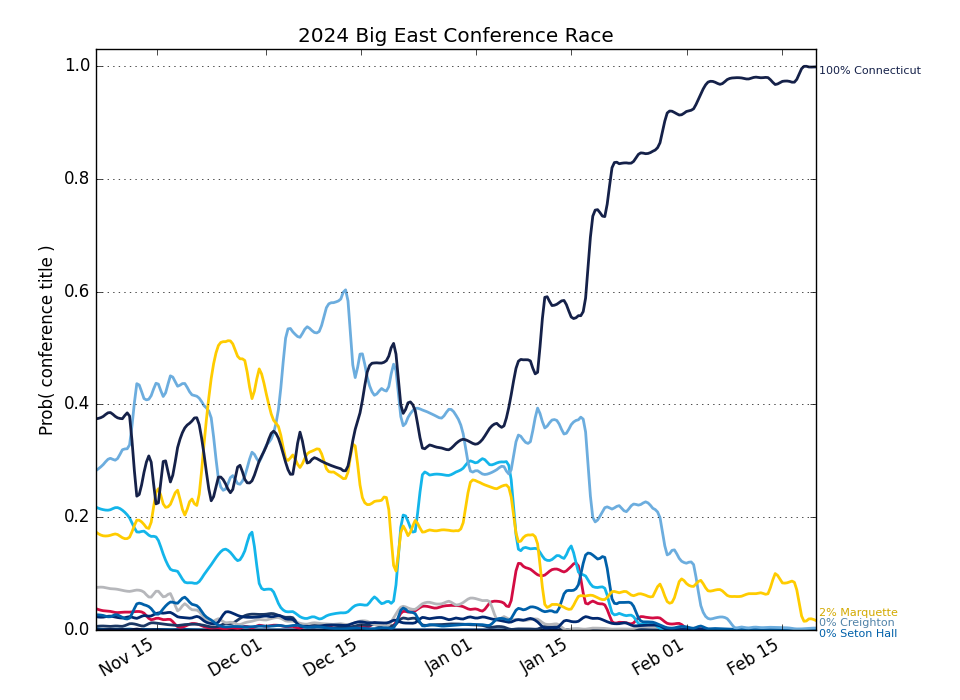 2024 Big East Conference Race
Prob( conference title )
1.0
0.8
0.6
0.4
0.2
0.0
Nov 15
Dec 01
Dec 15
Jan 01
Jan 15
Feb 01
Feb 15
100% Connecticut
2% Marquette
0% Creighton
0% Seton Hall